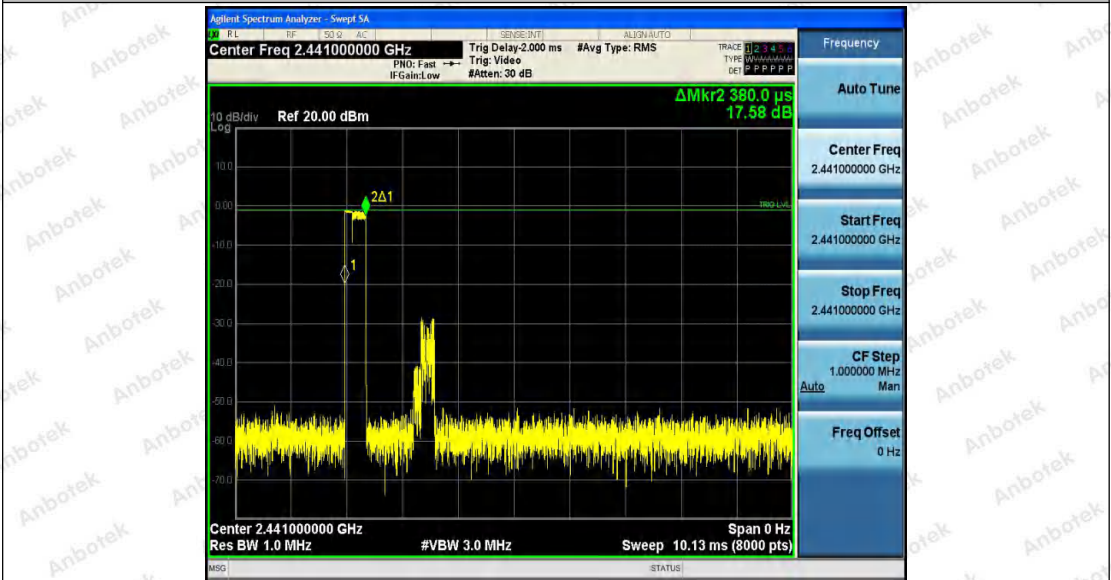 Agilent Spectrum Analyzer - Swept SA
RL RF 50 Ω AC SENSE:INT ALIGN AUTO
Center Freq 2.441000000 GHz
PNO: Fast
IFGain:Low
Trig Delay-2.000 ms
Trig: Video
#Atten: 30 dB
#Avg Type: RMS
TRACE 1 2 3 4 5 6
TYPE
DET P P P P P P
ΔMkr2 380.0 µs
17.58 dB
10 dB/div Ref 20.00 dBm
Log
10.0
0.00
-10.0
-20.0
-30.0
-40.0
-50.0
-60.0
-70.0
2Δ1
1
TRIG LVL
Center 2.441000000 GHz
Span 0 Hz
Res BW 1.0 MHz
#VBW 3.0 MHz
Sweep 10.13 ms (8000 pts)
MSG
STATUS
Frequency
Auto Tune
Center Freq
2.441000000 GHz
Start Freq
2.441000000 GHz
Stop Freq
2.441000000 GHz
CF Step
1.000000 MHz
Auto Man
Freq Offset
0 Hz
Anbotek